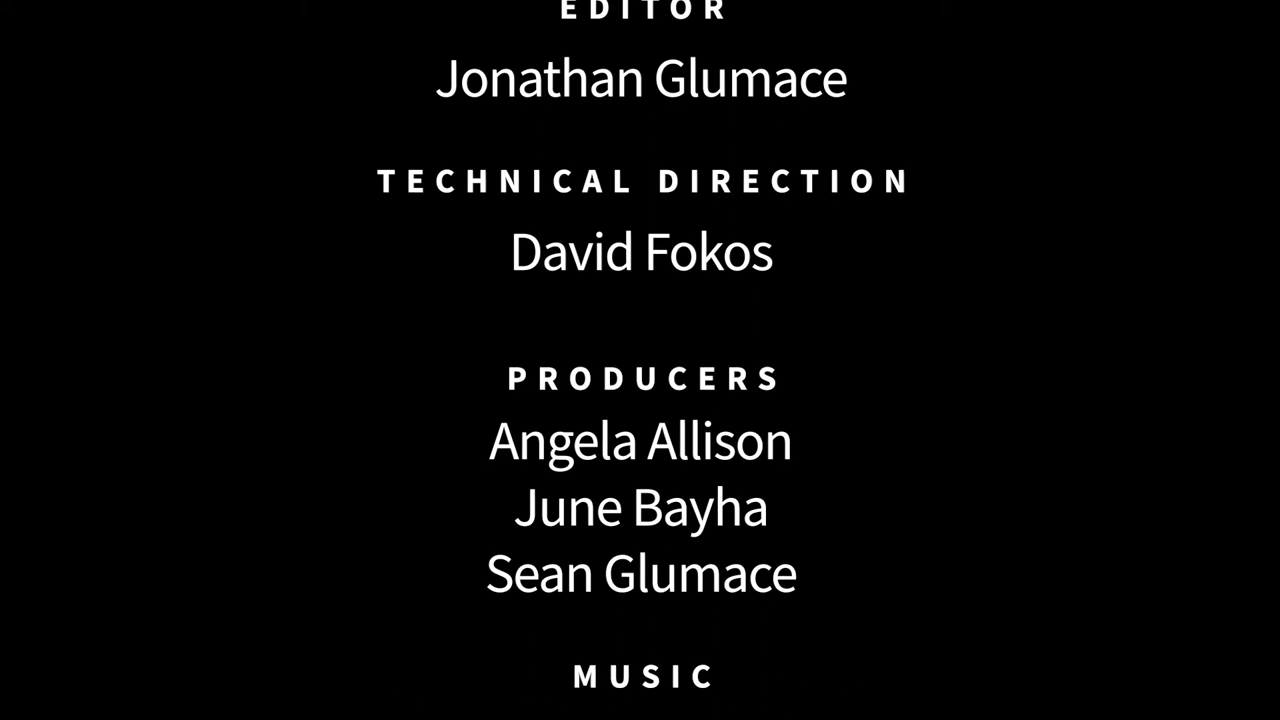 EDITOR
Jonathan Glumace
TECHNICAL DIRECTION
David Fokos
PRODUCERS
Angela Allison
June Bayha
Sean Glumace
MUSIC